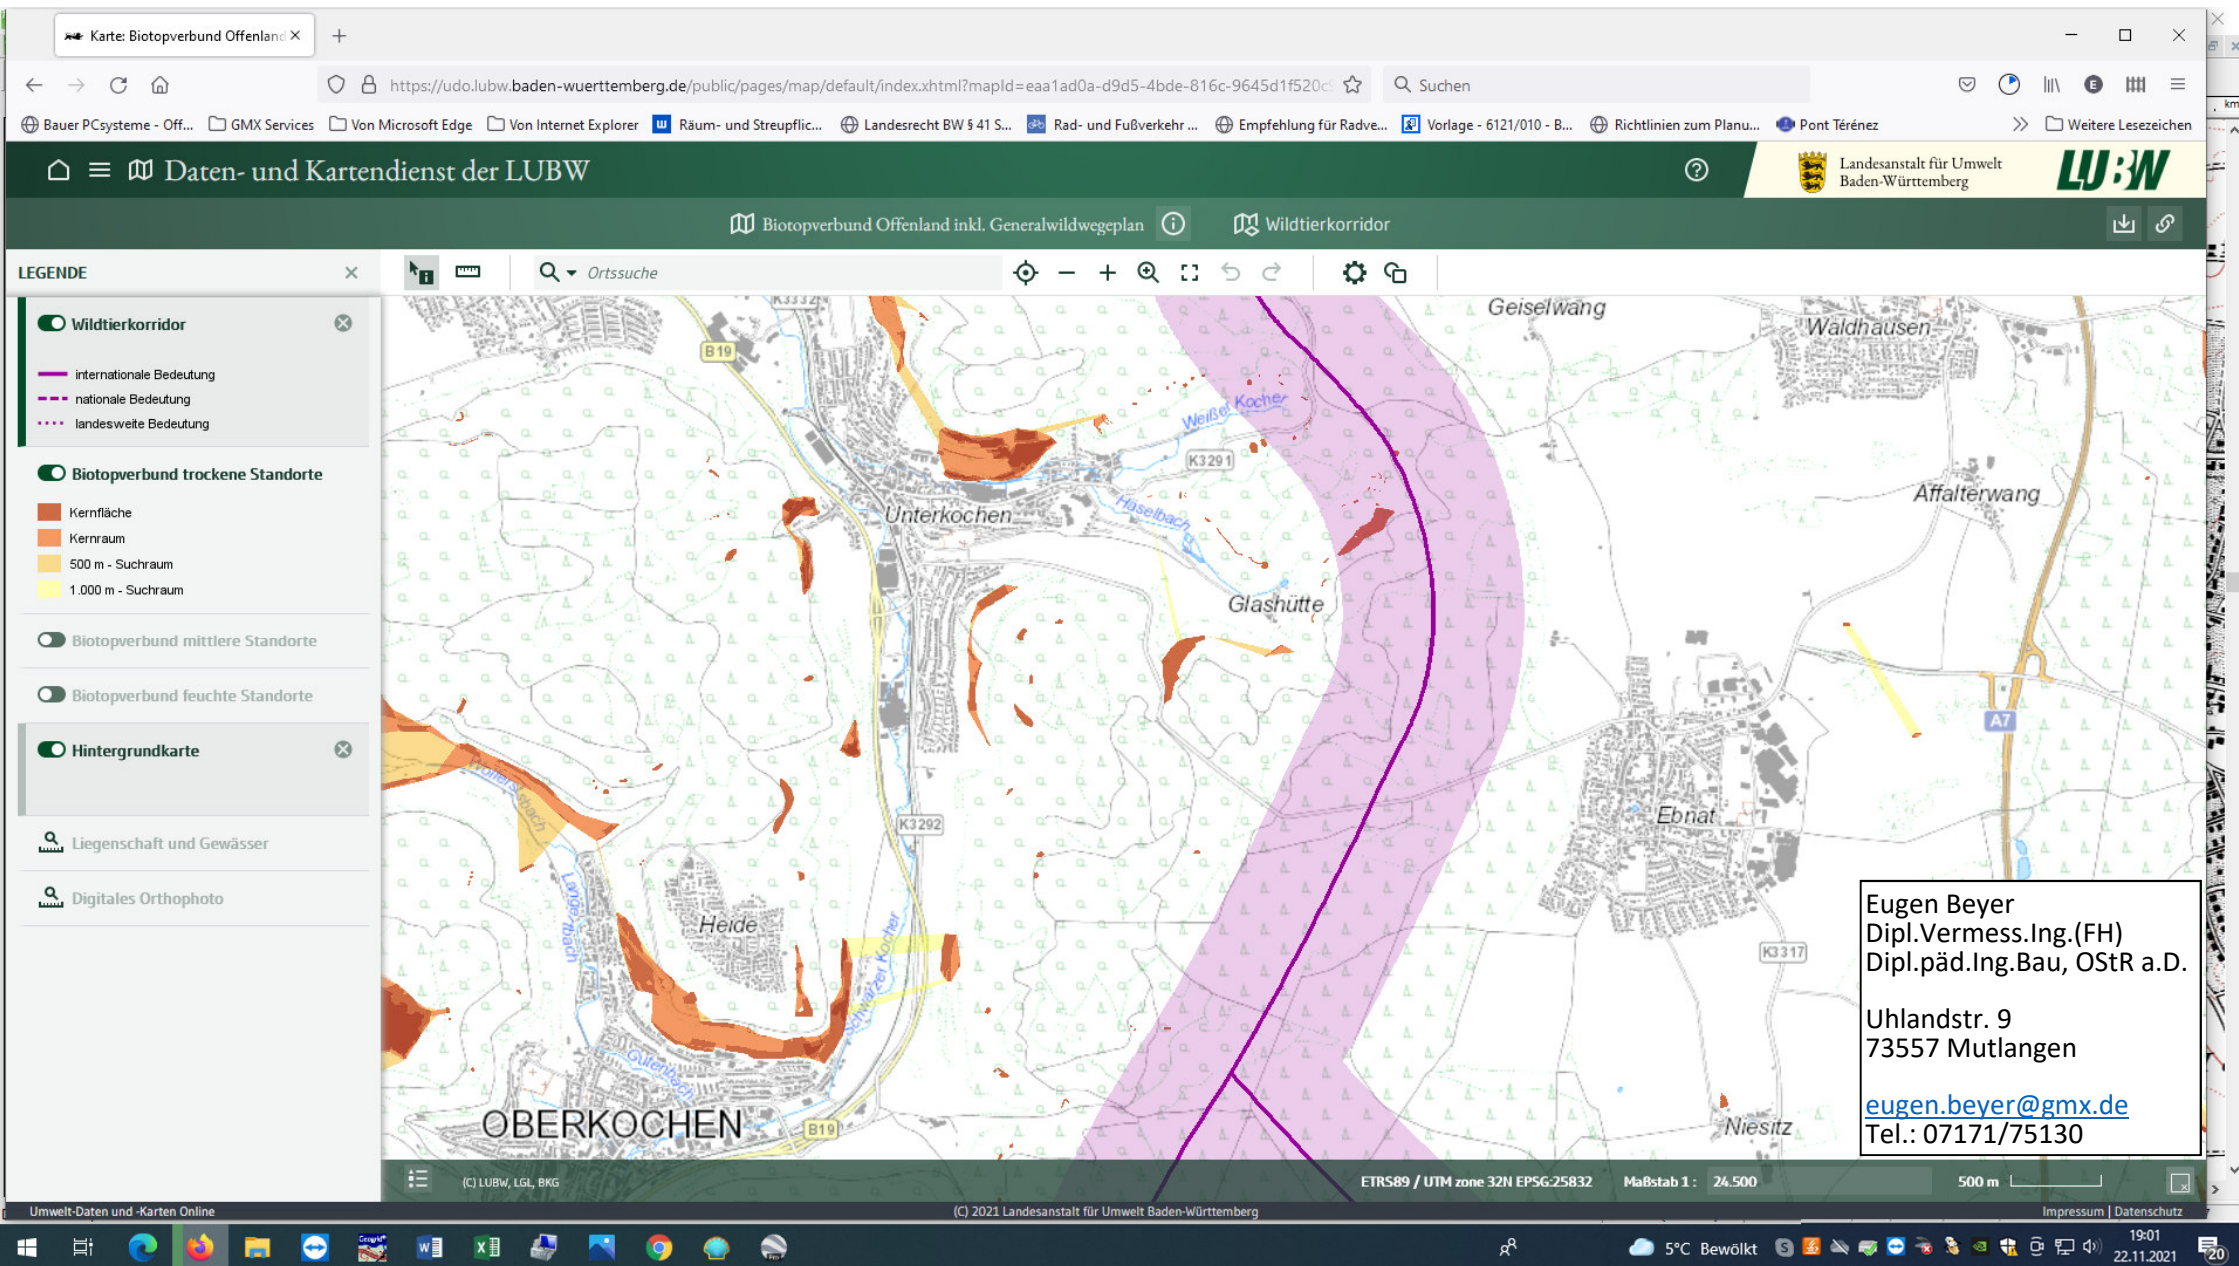 Karte: Biotopverbund Offenland
https://udo.lubw.baden-wuerttemberg.de/public/pages/map/default/index.xhtml?mapId=eaa1ad0a-d9d5-4bde-816c-9645d1f520c
Suchen
Bauer PCsysteme - Off...
GMX Services
Von Microsoft Edge
Von Internet Explorer
Räum- und Streupflic...
Landesrecht BW § 41 S...
Rad- und Fußverkehr ...
Empfehlung für Radve...
Vorlage - 6121/010 - B...
Richtlinien zum Planu...
Pont Térénez
Weitere Lesezeichen
km
Daten- und Kartendienst der LUBW
Landesanstalt für Umwelt
Baden-Württemberg
LUBW
Biotopverbund Offenland inkl. Generalwildwegeplan
Wildtierkorridor
LEGENDE
Ortssuche
Wildtierkorridor
internationale Bedeutung
nationale Bedeutung
landesweite Bedeutung
Biotopverbund trockene Standorte
Kernfläche
Kernraum
500 m - Suchraum
1.000 m - Suchraum
Biotopverbund mittlere Standorte
Biotopverbund feuchte Standorte
Hintergrundkarte
Liegenschaft und Gewässer
Digitales Orthophoto
K3332
Geiselwang
Waldhausen
B19
Weißer Kocher
K3291
Affalterwang
Unterkochen
Haselbach
Glashütte
A7
Wollenlsbach
K3292
Ebnat
Langertbach
Heide
Schwarzer Kocher
K3317
Gutenbach
OBERKOCHEN
B19
Niesitz
Eugen Beyer
Dipl.Vermess.Ing.(FH)
Dipl.päd.Ing.Bau, OStR a.D.
Uhlandstr. 9
73557 Mutlangen
eugen.beyer@gmx.de
Tel.: 07171/75130
(C) LUBW, LGL, BKG
ETRS89 / UTM zone 32N EPSG:25832
Maßstab 1 : 24.500
500 m
Umwelt-Daten und -Karten Online
(C) 2021 Landesanstalt für Umwelt Baden-Württemberg
Impressum | Datenschutz
5°C Bewölkt
19:01
22.11.2021
20